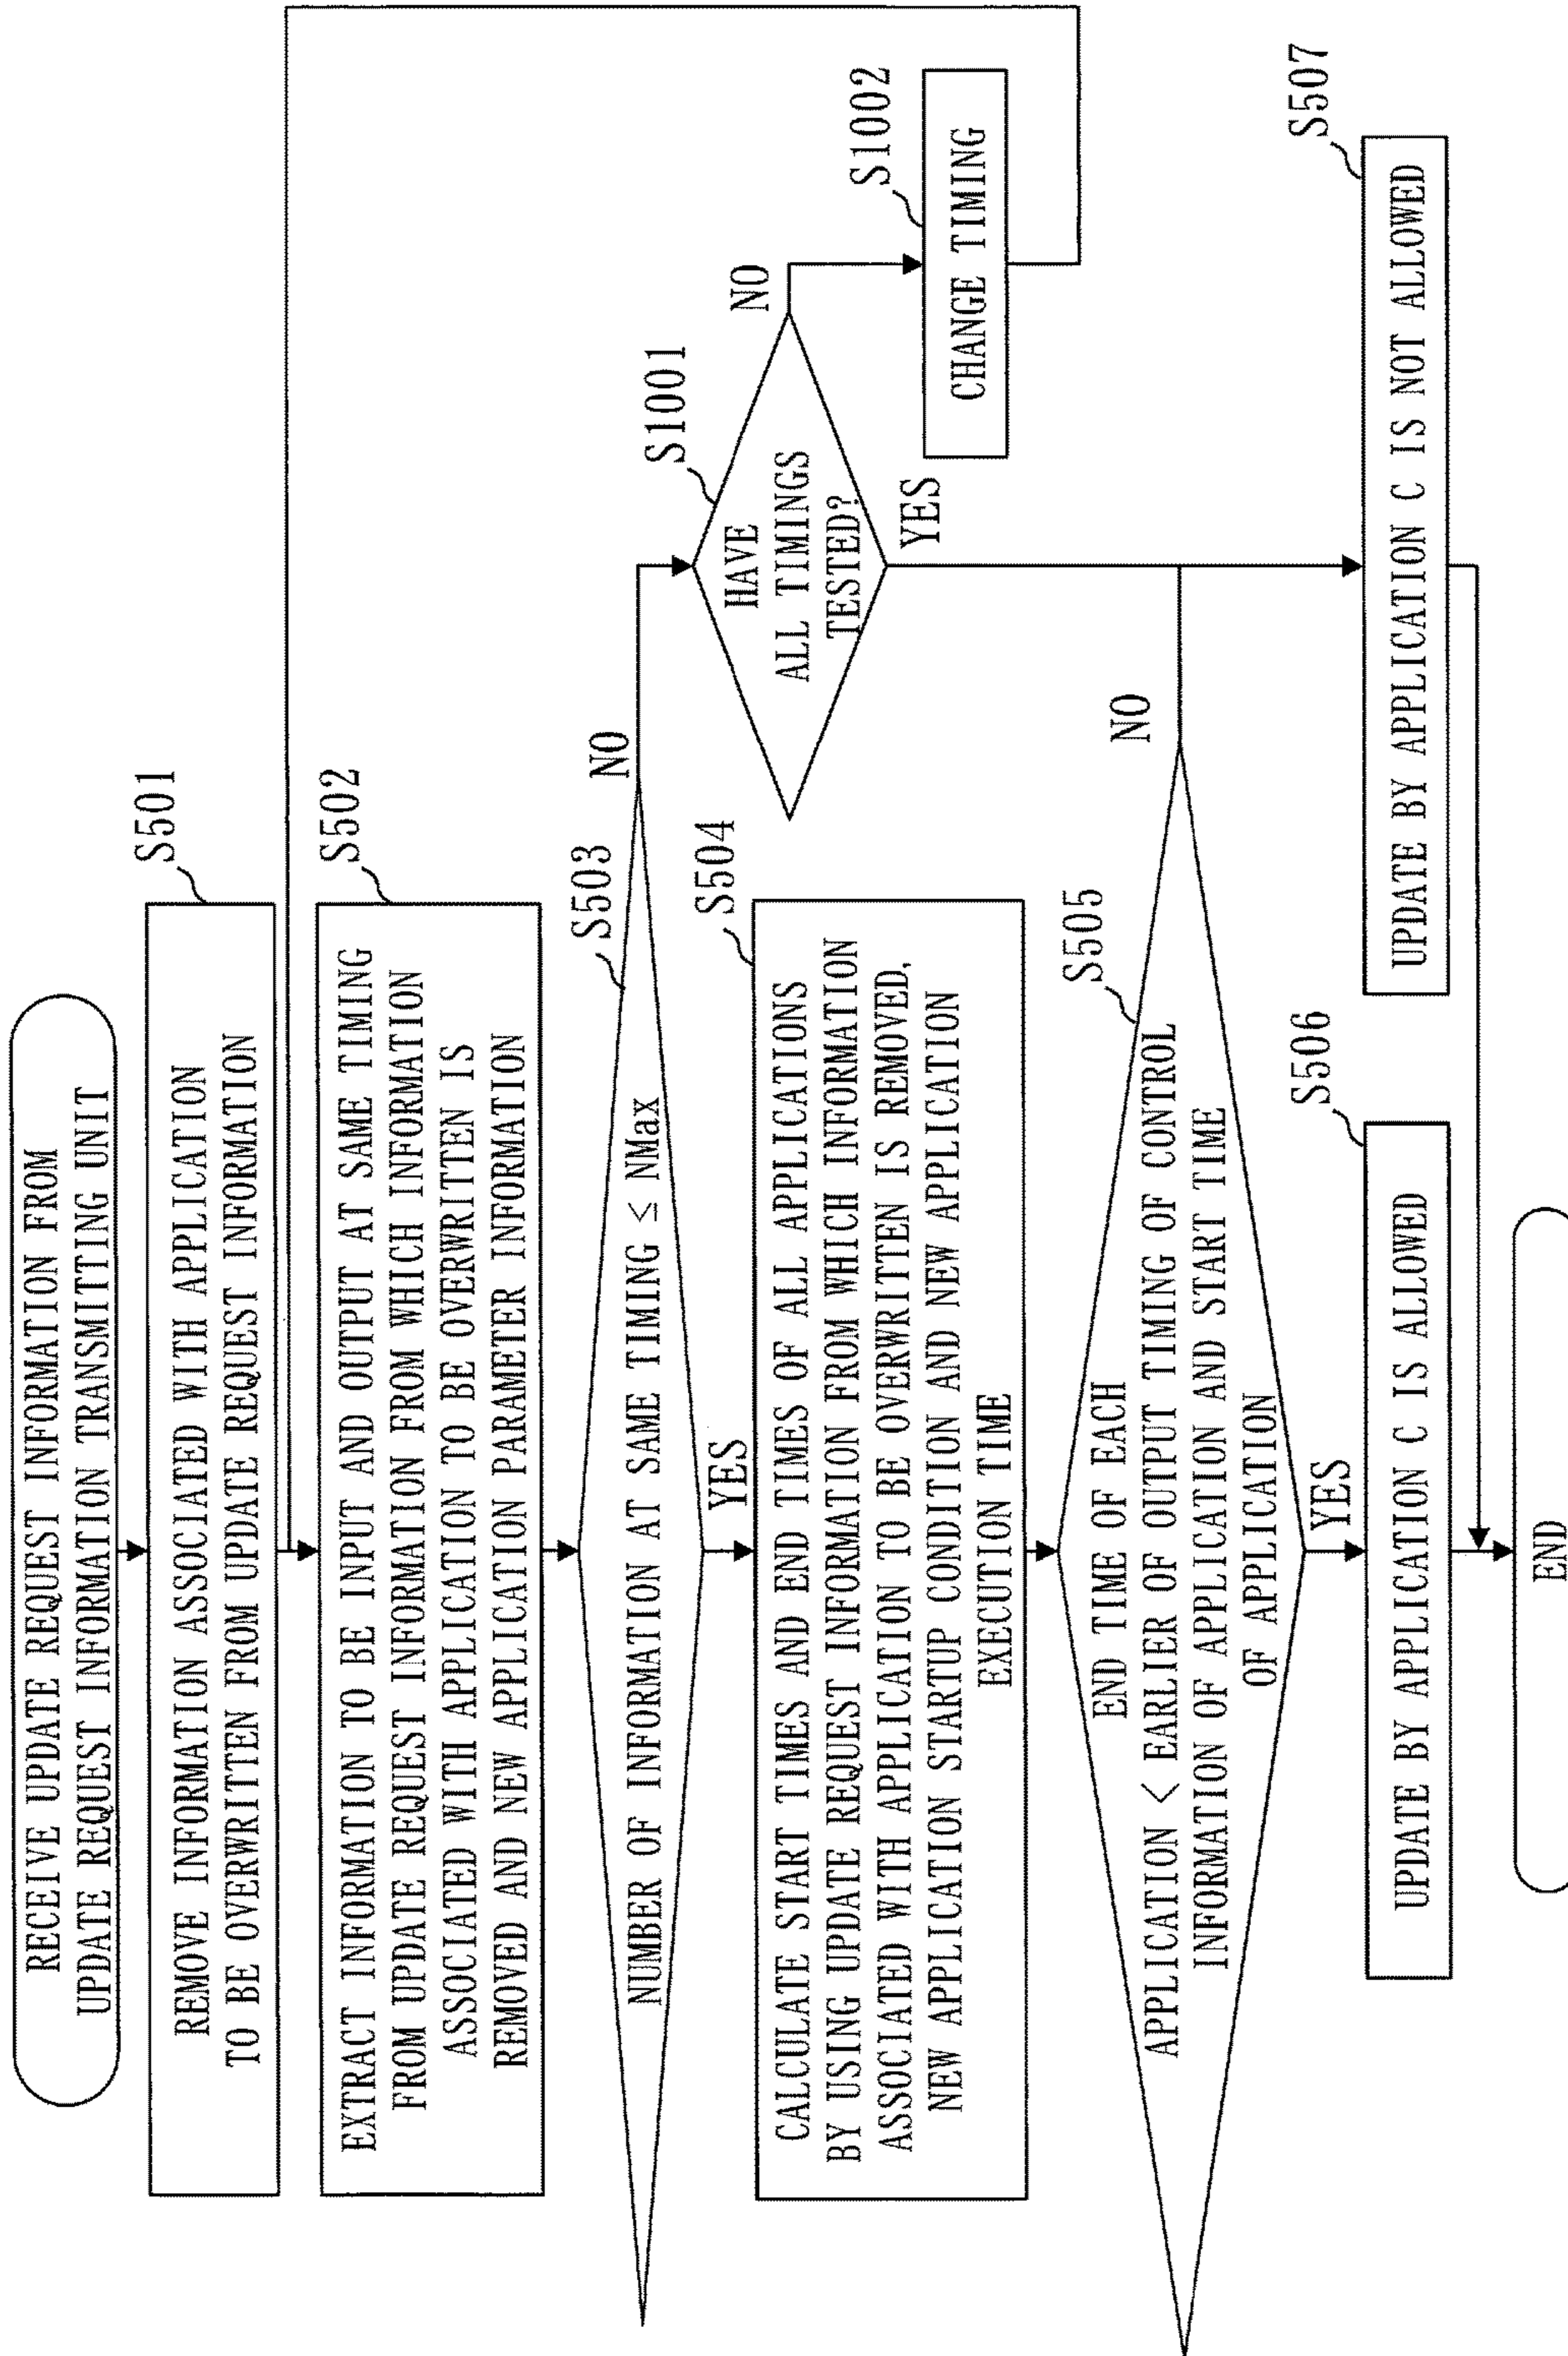 RECEIVE UPDATE REQUEST INFORMATION FROM
UPDATE REQUEST INFORMATION TRANSMITTING UNIT
S501
REMOVE INFORMATION ASSOCIATED WITH APPLICATION
TO BE OVERWRITTEN FROM UPDATE REQUEST INFORMATION
S502
EXTRACT INFORMATION TO BE INPUT AND OUTPUT AT SAME TIMING
FROM UPDATE REQUEST INFORMATION FROM WHICH INFORMATION
ASSOCIATED WITH APPLICATION TO BE OVERWRITTEN IS
REMOVED AND NEW APPLICATION PARAMETER INFORMATION
S503
NUMBER OF INFORMATION AT SAME TIMING ≤ NMax
NO
YES
S1001
HAVE
ALL TIMINGS
TESTED?
NO
YES
S1002
CHANGE TIMING
S504
CALCULATE START TIMES AND END TIMES OF ALL APPLICATIONS
BY USING UPDATE REQUEST INFORMATION FROM WHICH INFORMATION
ASSOCIATED WITH APPLICATION TO BE OVERWRITTEN IS REMOVED,
NEW APPLICATION STARTUP CONDITION AND NEW APPLICATION
EXECUTION TIME
S505
END TIME OF EACH
APPLICATION < EARLIER OF OUTPUT TIMING OF CONTROL
INFORMATION OF APPLICATION AND START TIME
OF APPLICATION
NO
YES
S506
UPDATE BY APPLICATION C IS ALLOWED
S507
UPDATE BY APPLICATION C IS NOT ALLOWED
END